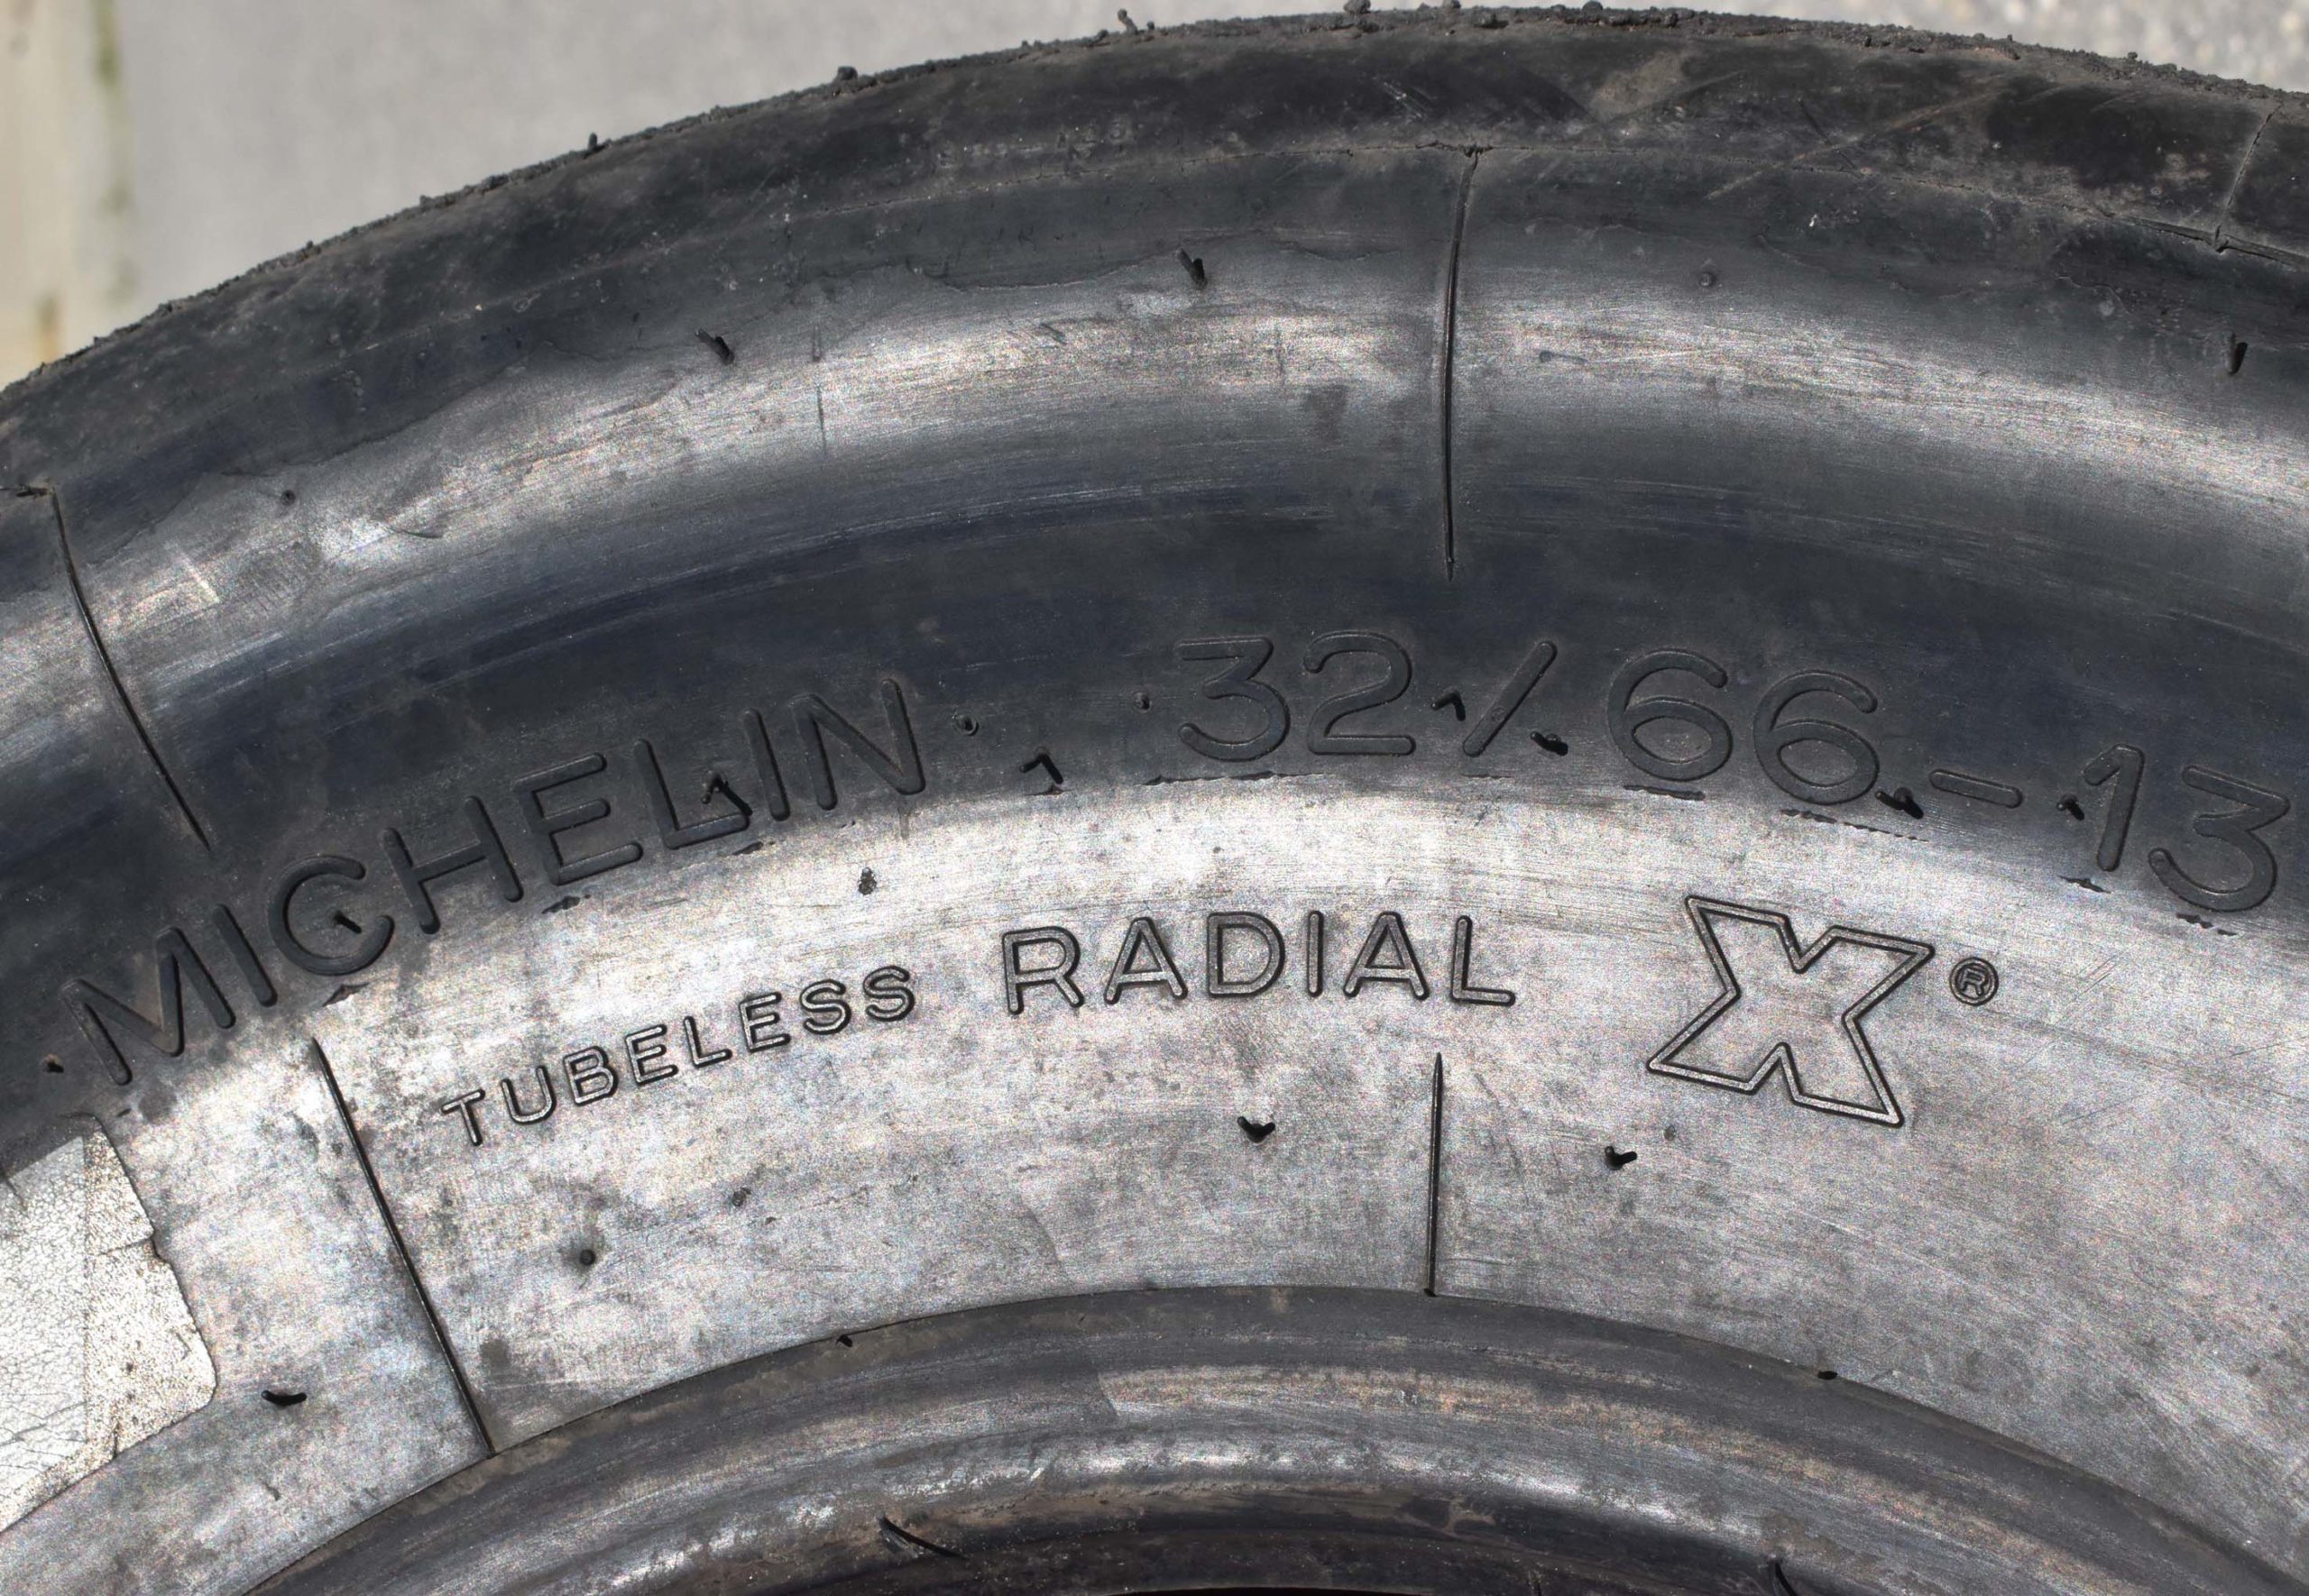 MICHELIN 32/66-13
TUBELESS RADIAL X®